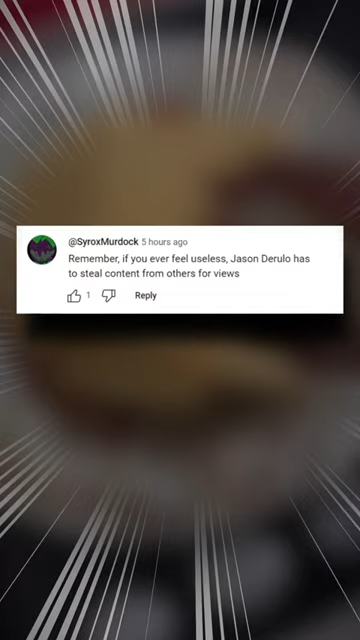 @SyroxMurdock 5 hours ago
Remember, if you ever feel useless, Jason Derulo has
to steal content from others for views
1 Reply